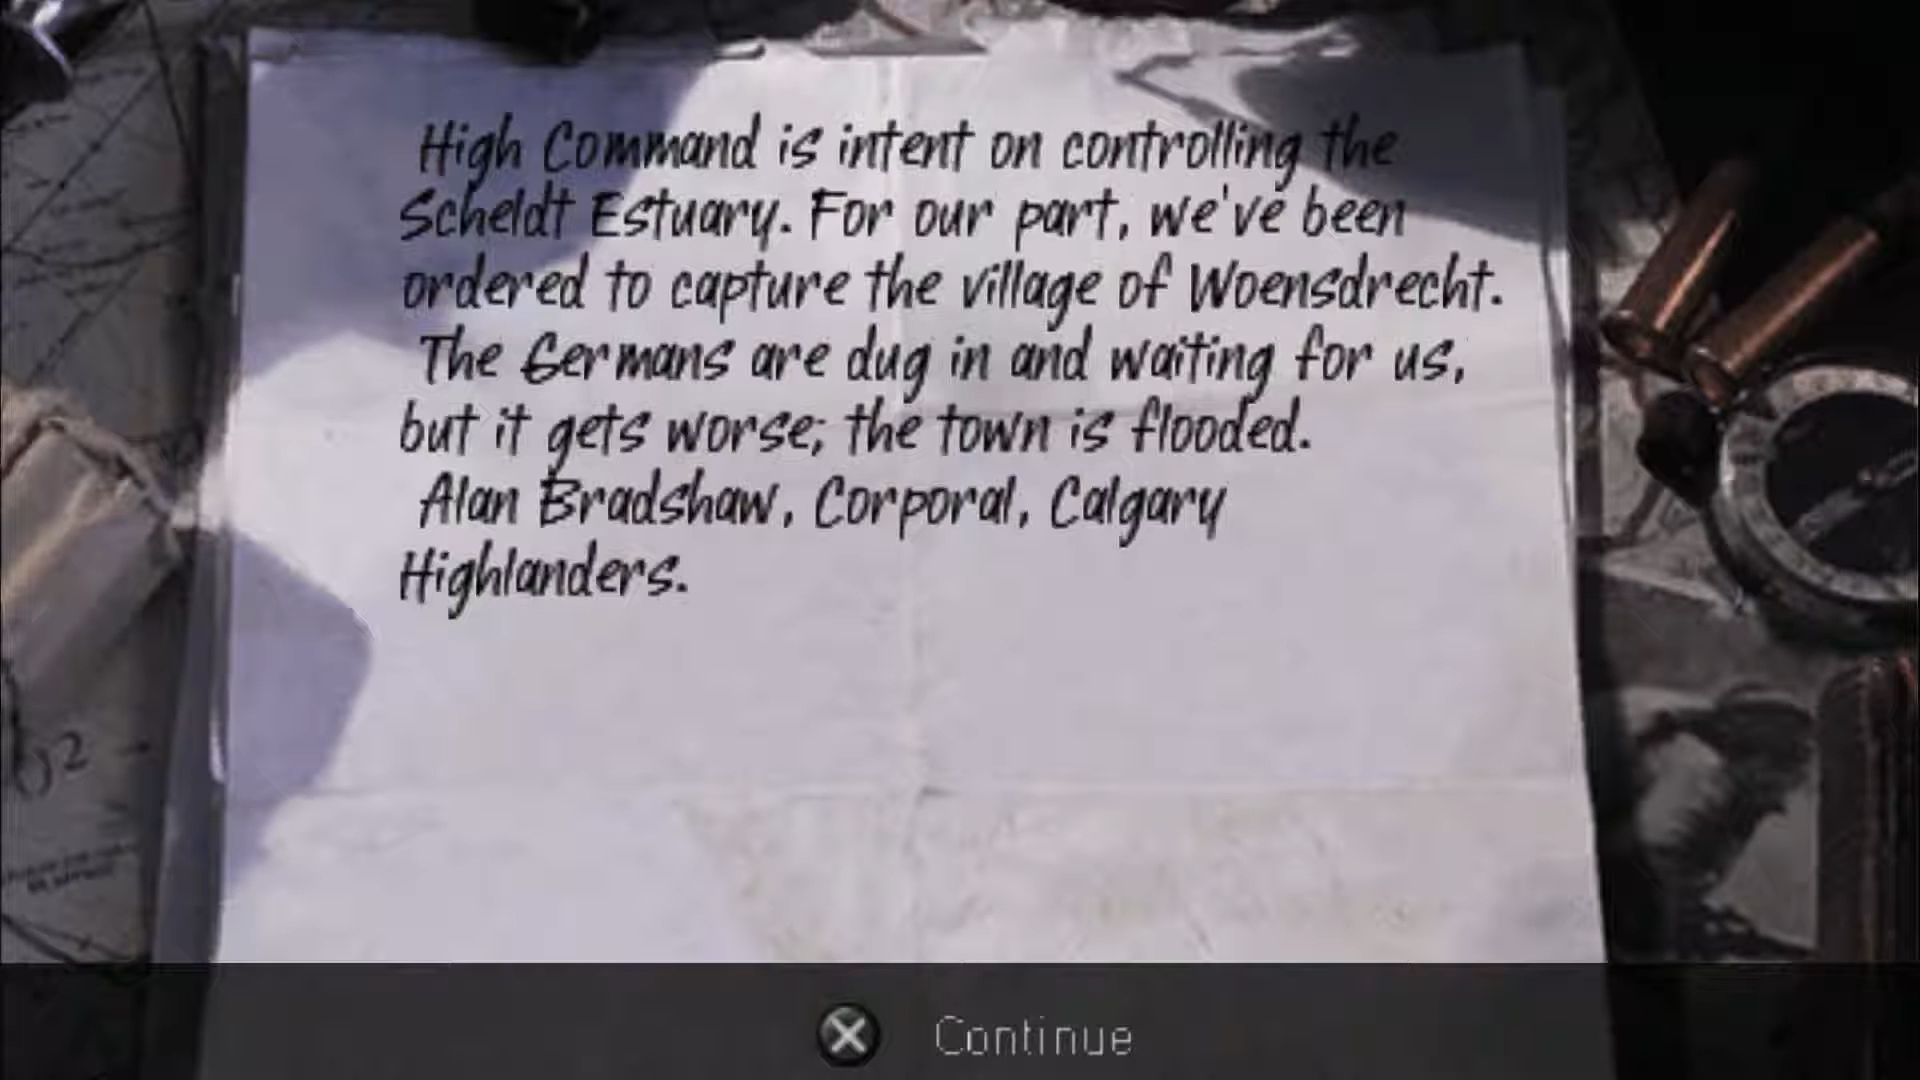 High Command is intent on controlling the
Scheldt Estuary. For our part, we've been
ordered to capture the village of Woensdrecht.
The Germans are dug in and waiting for us,
but it gets worse; the town is flooded.
Alan Bradshaw, Corporal, Calgary
Highlanders.
Continue